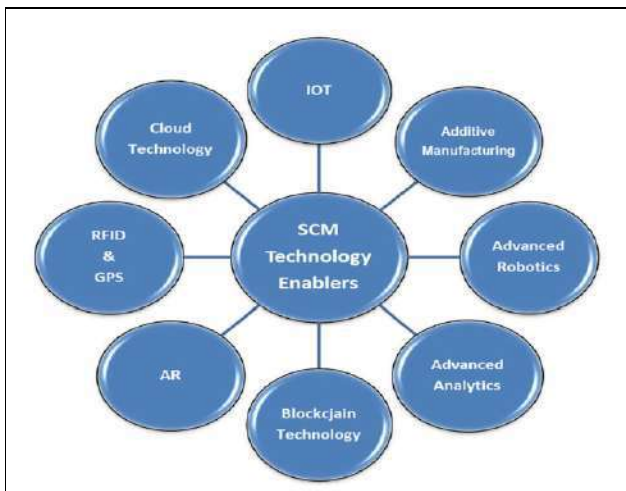 IOT
Additive
Manufacturing
Advanced
Robotics
Advanced
Analytics
Blockcjain
Technology
AR
RFID
&
GPS
Cloud
Technology
SCM
Technology
Enablers